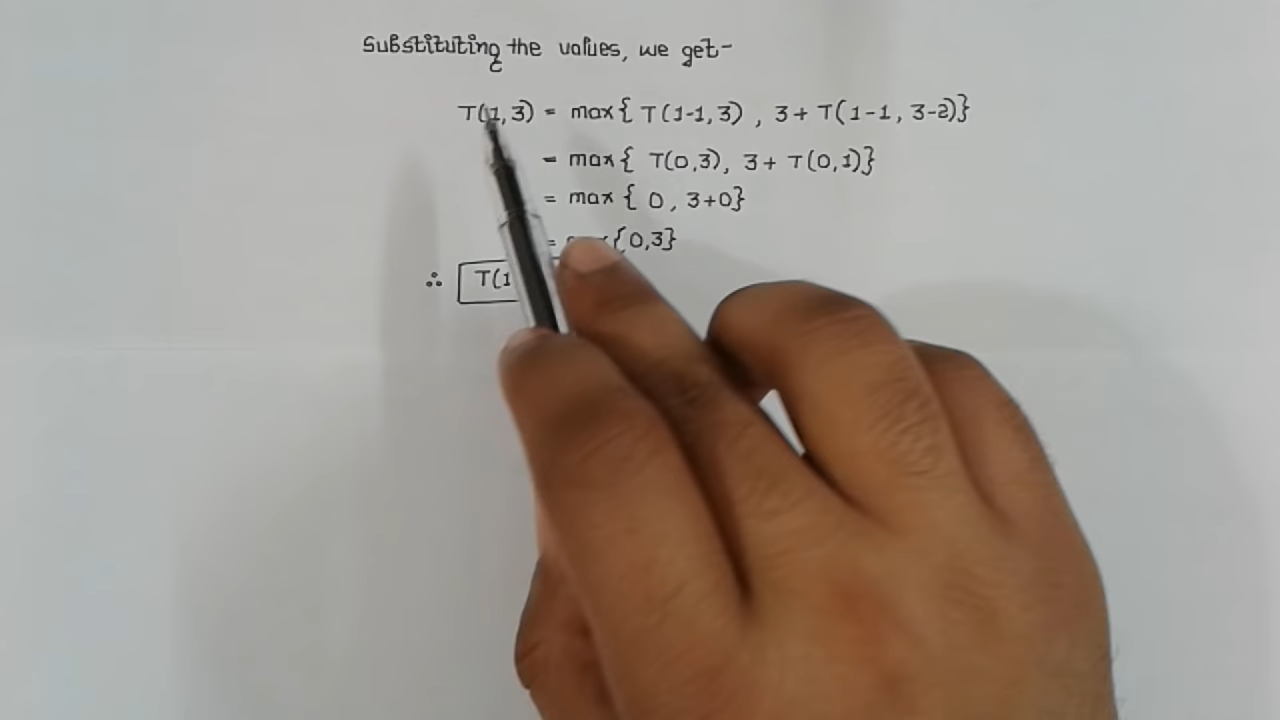 Substituting the values, we get-
T(1,3) = max{ T(1-1,3) , 3+ T(1-1, 3-2)}
= max{ T(0,3), 3+ T(0,1)}
= max { 0, 3+0}
= {0,3}
∴ T(1